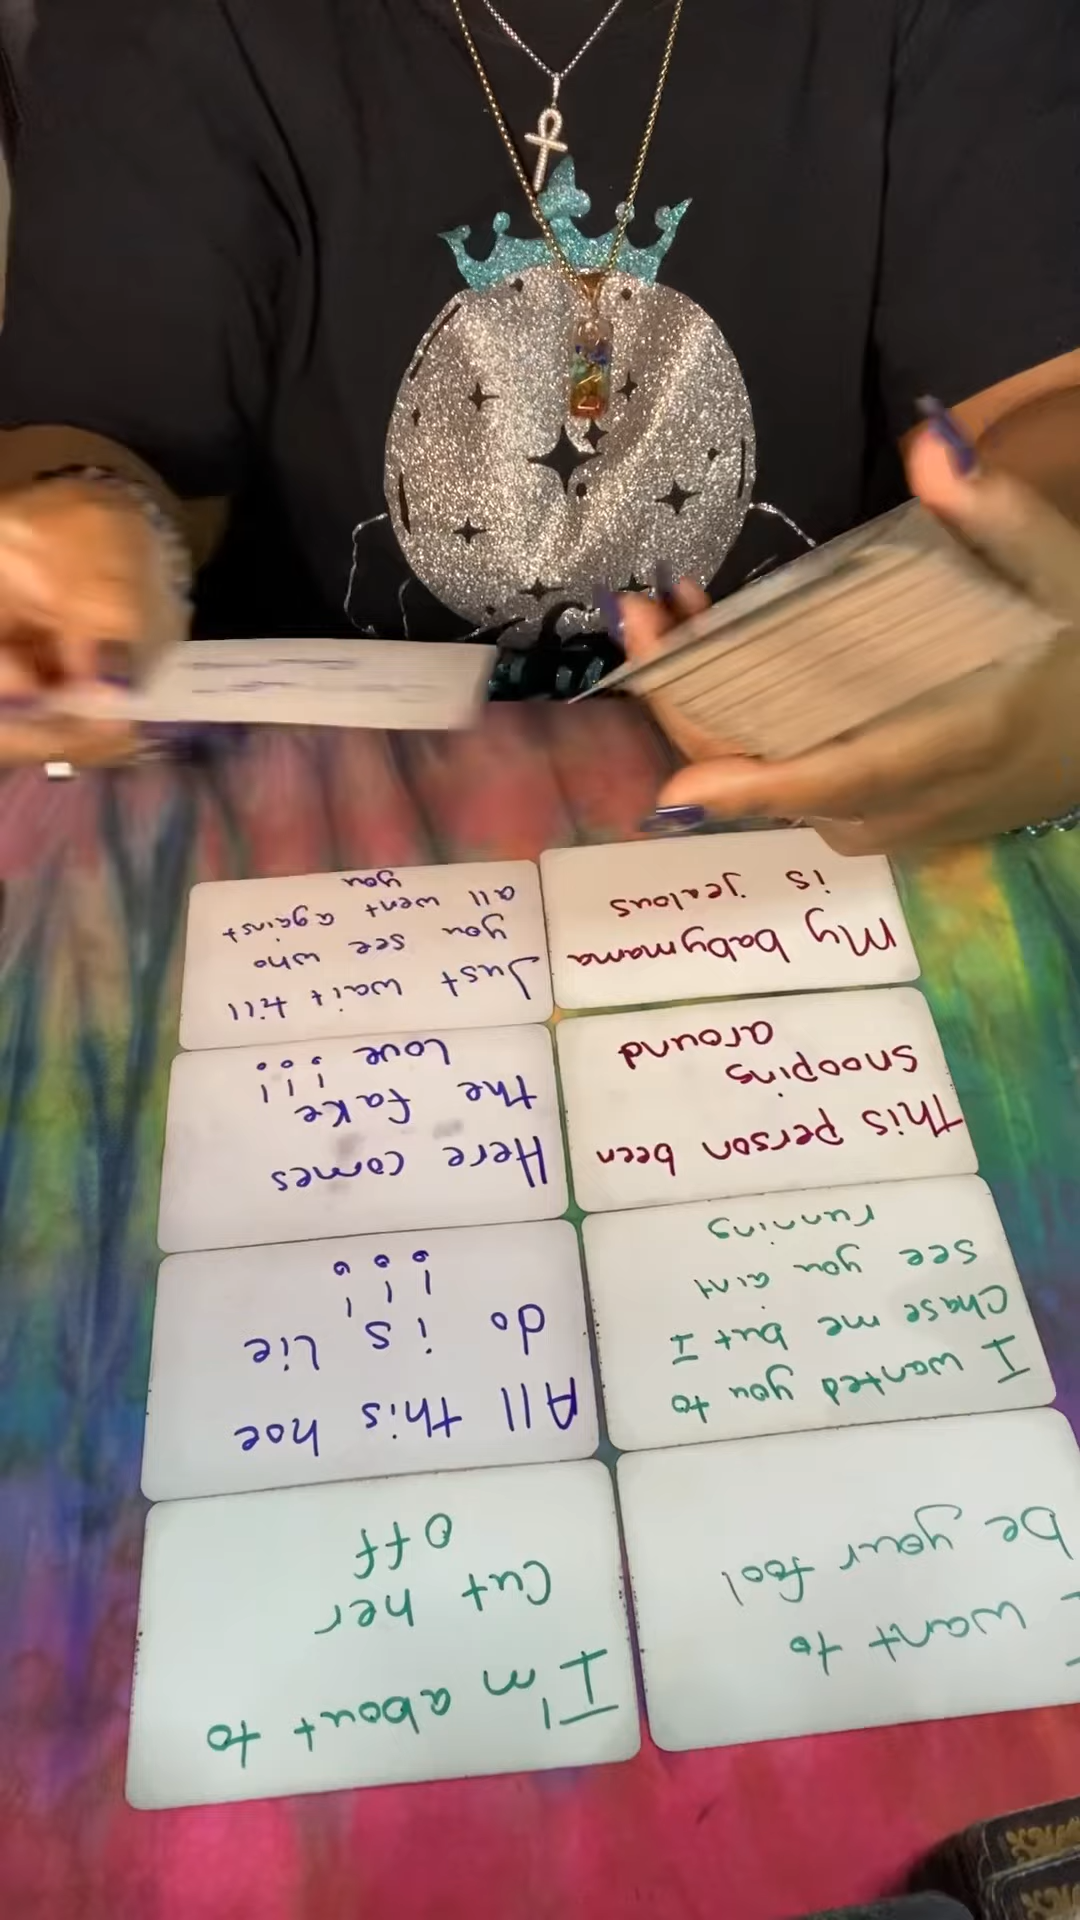 I want to
be your fool
I'm about to
Cut her
Off
I wanted you to
Chase me but I
see you aint
running
All this hoe
do is Lie
!!!
This person been
snooping
around
Here comes
the fake
Love !!!
My babymama
is jealous
Just wait till
you see who
all went against
you